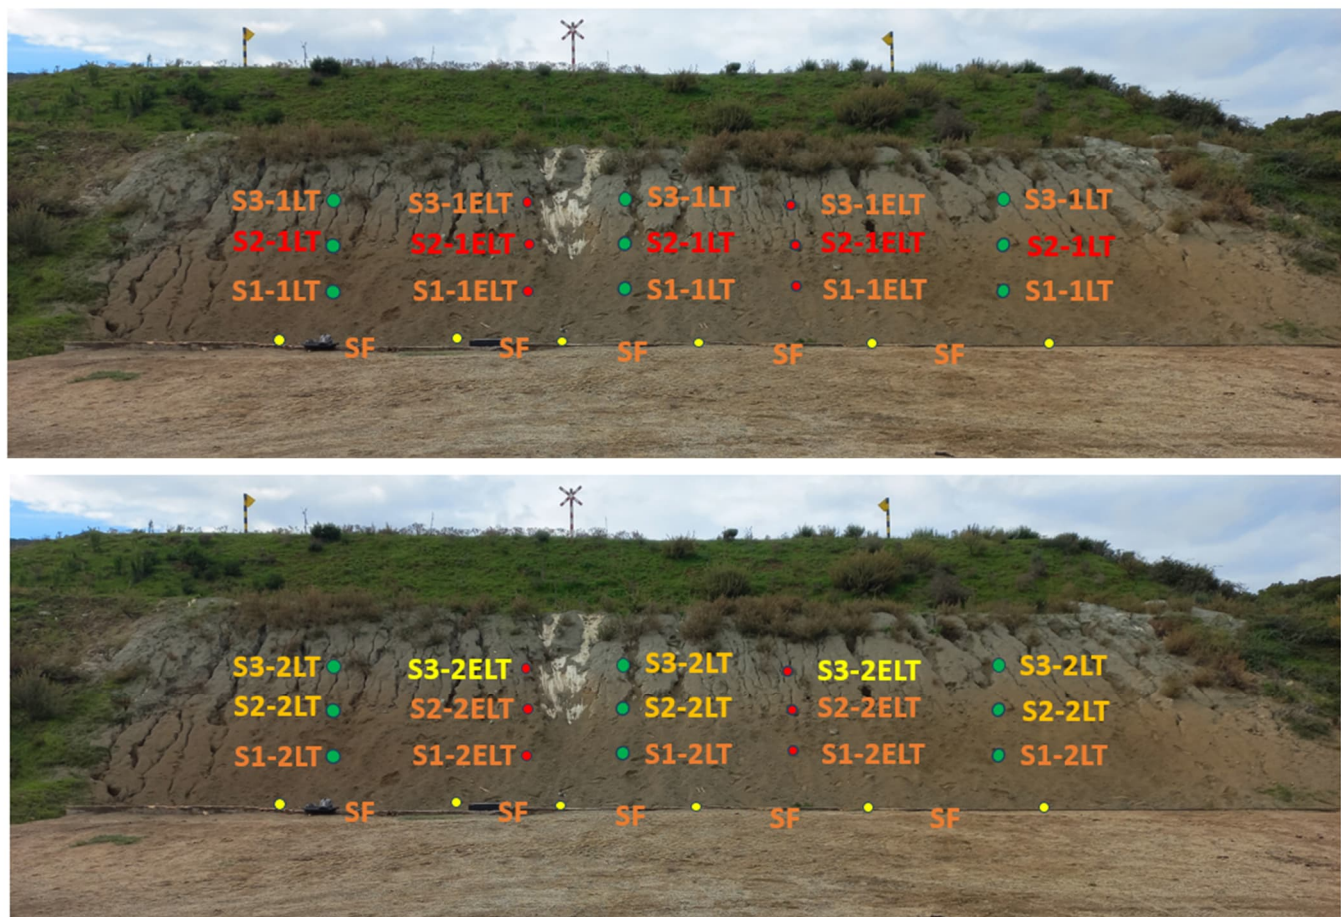 S3-1LT S3-1ELT S3-1LT S3-1ELT S3-1LT
S2-1LT S2-1ELT S2-1LT S2-1ELT S2-1LT
S1-1LT S1-1ELT S1-1LT S1-1ELT S1-1LT
SF SF SF SF SF
S3-2LT S3-2ELT S3-2LT S3-2ELT S3-2LT
S2-2LT S2-2ELT S2-2LT S2-2ELT S2-2LT
S1-2LT S1-2ELT S1-2LT S1-2ELT S1-2LT
SF SF SF SF SF